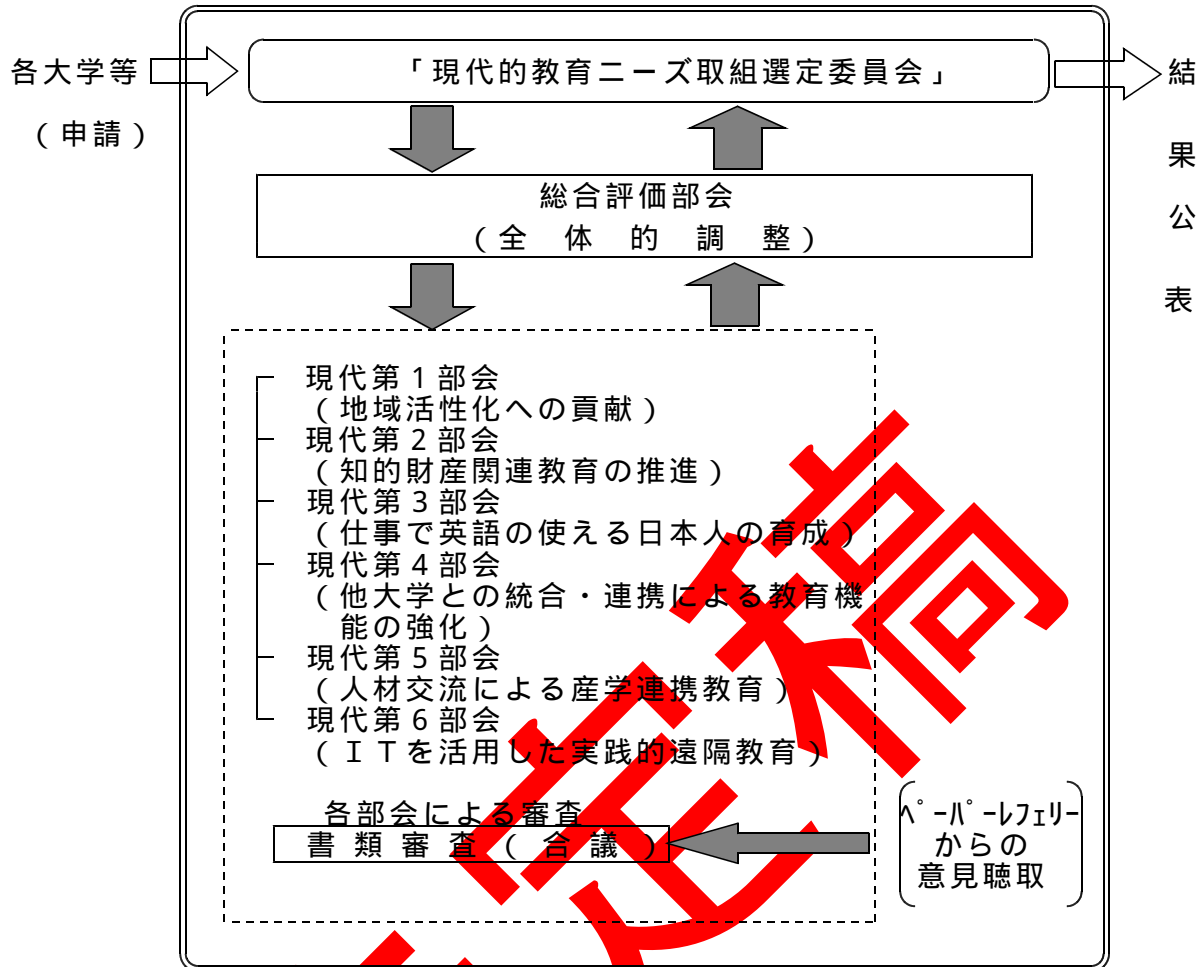 各大学等
（申請）
「現代的教育ニーズ取組選定委員会」
結
果
公
表
総合評価部会
（全　体　的　調　整）
現代第１部会
（地域活性化への貢献）
現代第２部会
（知的財産関連教育の推進）
現代第３部会
（仕事で英語の使える日本人の育成）
現代第４部会
（他大学との統合・連携による教育機
能の強化）
現代第５部会
（人材交流による産学連携教育）
現代第６部会
（ＩＴを活用した実践的遠隔教育）
各部会による審査
書 類 審 査 （ 合 議 ）
ﾍﾟｰﾊﾟｰﾚﾌｪﾘｰ
からの
意見聴取
定稿